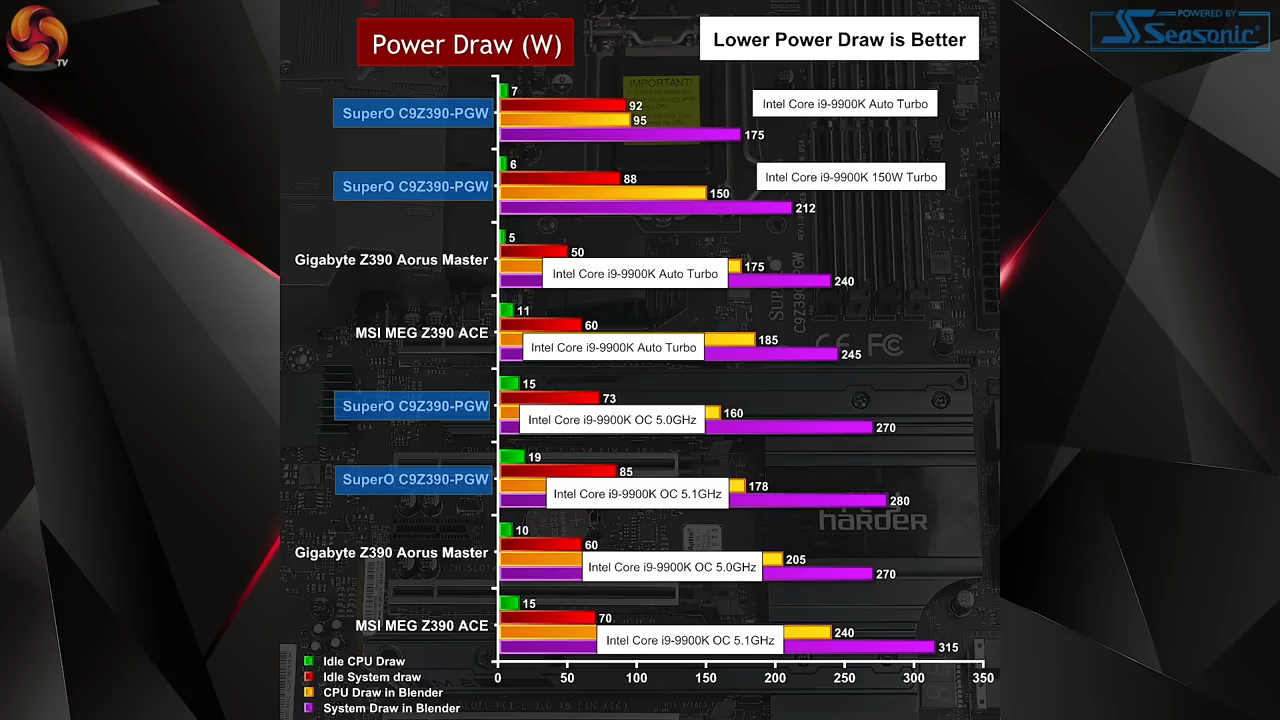 TV
Power Draw (W)
Lower Power Draw is Better
POWERED BY
Seasonic
IMPORTANT!
SuperO C9Z390-PGW
7
92
95
175
Intel Core i9-9900K Auto Turbo
SuperO C9Z390-PGW
6
88
150
212
Intel Core i9-9900K 150W Turbo
Gigabyte Z390 Aorus Master
5
50
175
240
Intel Core i9-9900K Auto Turbo
MSI MEG Z390 ACE
11
60
185
245
Intel Core i9-9900K Auto Turbo
CE FC
SuperO C9Z390-PGW
15
73
160
270
Intel Core i9-9900K OC 5.0GHz
SuperO C9Z390-PGW
19
85
178
280
Intel Core i9-9900K OC 5.1GHz
HARDER
Gigabyte Z390 Aorus Master
10
60
205
270
Intel Core i9-9900K OC 5.0GHz
MSI MEG Z390 ACE
15
70
240
315
Intel Core i9-9900K OC 5.1GHz
0 50 100 150 200 250 300 350
Idle CPU Draw
Idle System draw
CPU Draw in Blender
System Draw in Blender